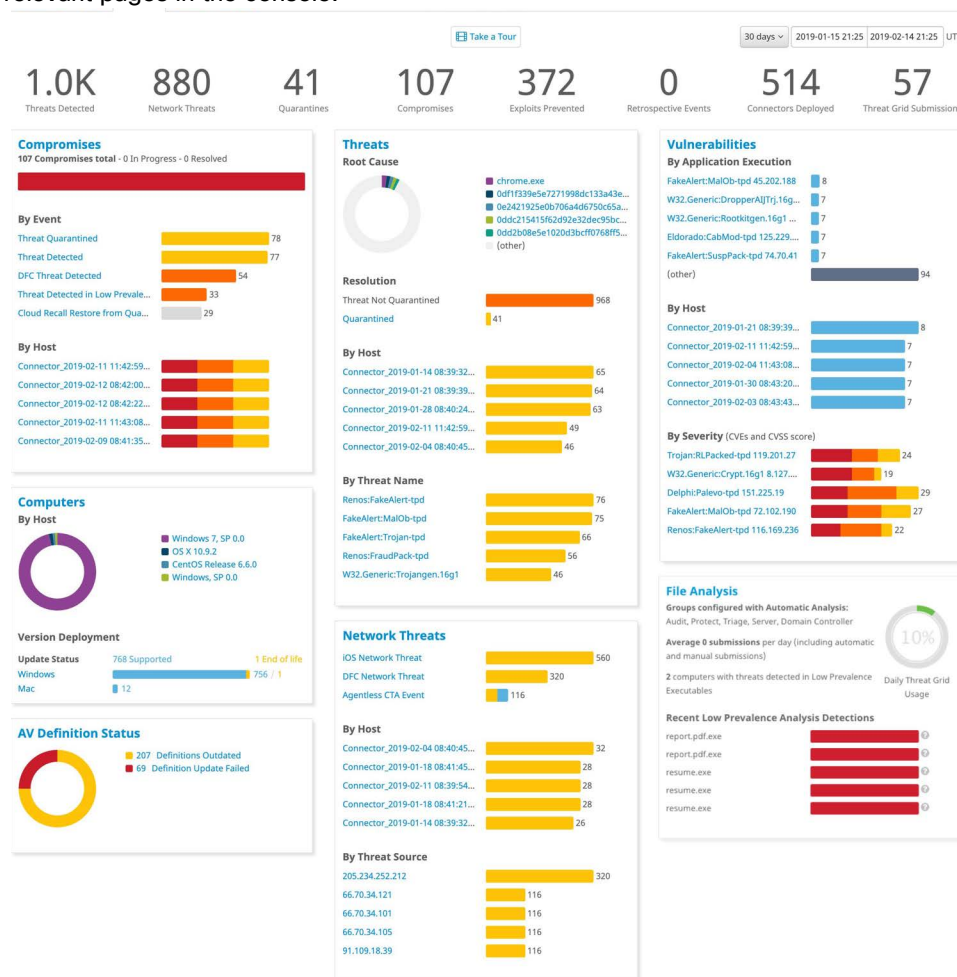 relevant pages in the console.
Take a Tour
30 days
2019-01-15 21:25 2019-02-14 21:25 UT
1.0K
Threats Detected
880
Network Threats
41
Quarantines
107
Compromises
372
Exploits Prevented
0
Retrospective Events
514
Connectors Deployed
57
Threat Grid Submission
Compromises
107 Compromises total - 0 In Progress - 0 Resolved
By Event
Threat Quarantined 78
Threat Detected 77
DFC Threat Detected 54
Threat Detected in Low Prevale... 33
Cloud Recall Restore from Qua... 29
By Host
Connector_2019-02-11 11:42:59...
Connector_2019-02-12 08:42:00...
Connector_2019-02-12 08:42:22...
Connector_2019-02-11 11:43:08...
Connector_2019-02-09 08:41:35...
Computers
By Host
Windows 7, SP 0.0
OS X 10.9.2
CentOS Release 6.6.0
Windows, SP 0.0
Version Deployment
Update Status 768 Supported 1 End of life
Windows 756 / 1
Mac 12
AV Definition Status
207 Definitions Outdated
69 Definition Update Failed
Threats
Root Cause
chrome.exe
0df1f339e5e7271998dc133a43e...
0e2421925e0b706a4d6750c65a...
0ddc215415f62d92e32dec95bc...
0dd2b08e5e1020d3bcff0768ff5...
(other)
Resolution
Threat Not Quarantined 968
Quarantined 41
By Host
Connector_2019-01-14 08:39:32... 65
Connector_2019-01-21 08:39:39... 64
Connector_2019-01-28 08:40:24... 63
Connector_2019-02-11 11:42:59... 49
Connector_2019-02-04 08:40:45... 46
By Threat Name
Renos:FakeAlert-tpd 76
FakeAlert:MalOb-tpd 75
FakeAlert:Trojan-tpd 66
Renos:FraudPack-tpd 56
W32.Generic:Trojangen.16g1 46
Network Threats
iOS Network Threat 560
DFC Network Threat 320
Agentless CTA Event 116
By Host
Connector_2019-02-04 08:40:45... 32
Connector_2019-01-18 08:41:45... 28
Connector_2019-02-11 08:39:54... 28
Connector_2019-01-18 08:41:21... 28
Connector_2019-01-14 08:39:32... 26
By Threat Source
205.234.252.212 320
66.70.34.121 116
66.70.34.101 116
66.70.34.105 116
91.109.18.39 116
Vulnerabilities
By Application Execution
FakeAlert:MalOb-tpd 45.202.188 8
W32.Generic:DropperAIJTrj.16g... 7
W32.Generic:Rootkitgen.16g1 ... 7
Eldorado:CabMod-tpd 125.229.... 7
FakeAlert:SuspPack-tpd 74.70.41 7
(other) 94
By Host
Connector_2019-01-21 08:39:39... 8
Connector_2019-02-11 11:42:59... 7
Connector_2019-02-04 11:43:08... 7
Connector_2019-01-30 08:43:20... 7
Connector_2019-02-03 08:43:43... 7
By Severity (CVEs and CVSS score)
Trojan:RLPacked-tpd 119.201.27 24
W32.Generic:Crypt.16g1 8.127.... 19
Delphi:Palevo-tpd 151.225.19 29
FakeAlert:MalOb-tpd 72.102.190 27
Renos:FakeAlert-tpd 116.169.236 22
File Analysis
Groups configured with Automatic Analysis:
Audit, Protect, Triage, Server, Domain Controller
Average 0 submissions per day (including automatic
and manual submissions)
2 computers with threats detected in Low Prevalence
Executables
10%
Daily Threat Grid
Usage
Recent Low Prevalence Analysis Detections
report.pdf.exe
report.pdf.exe
resume.exe
resume.exe
resume.exe